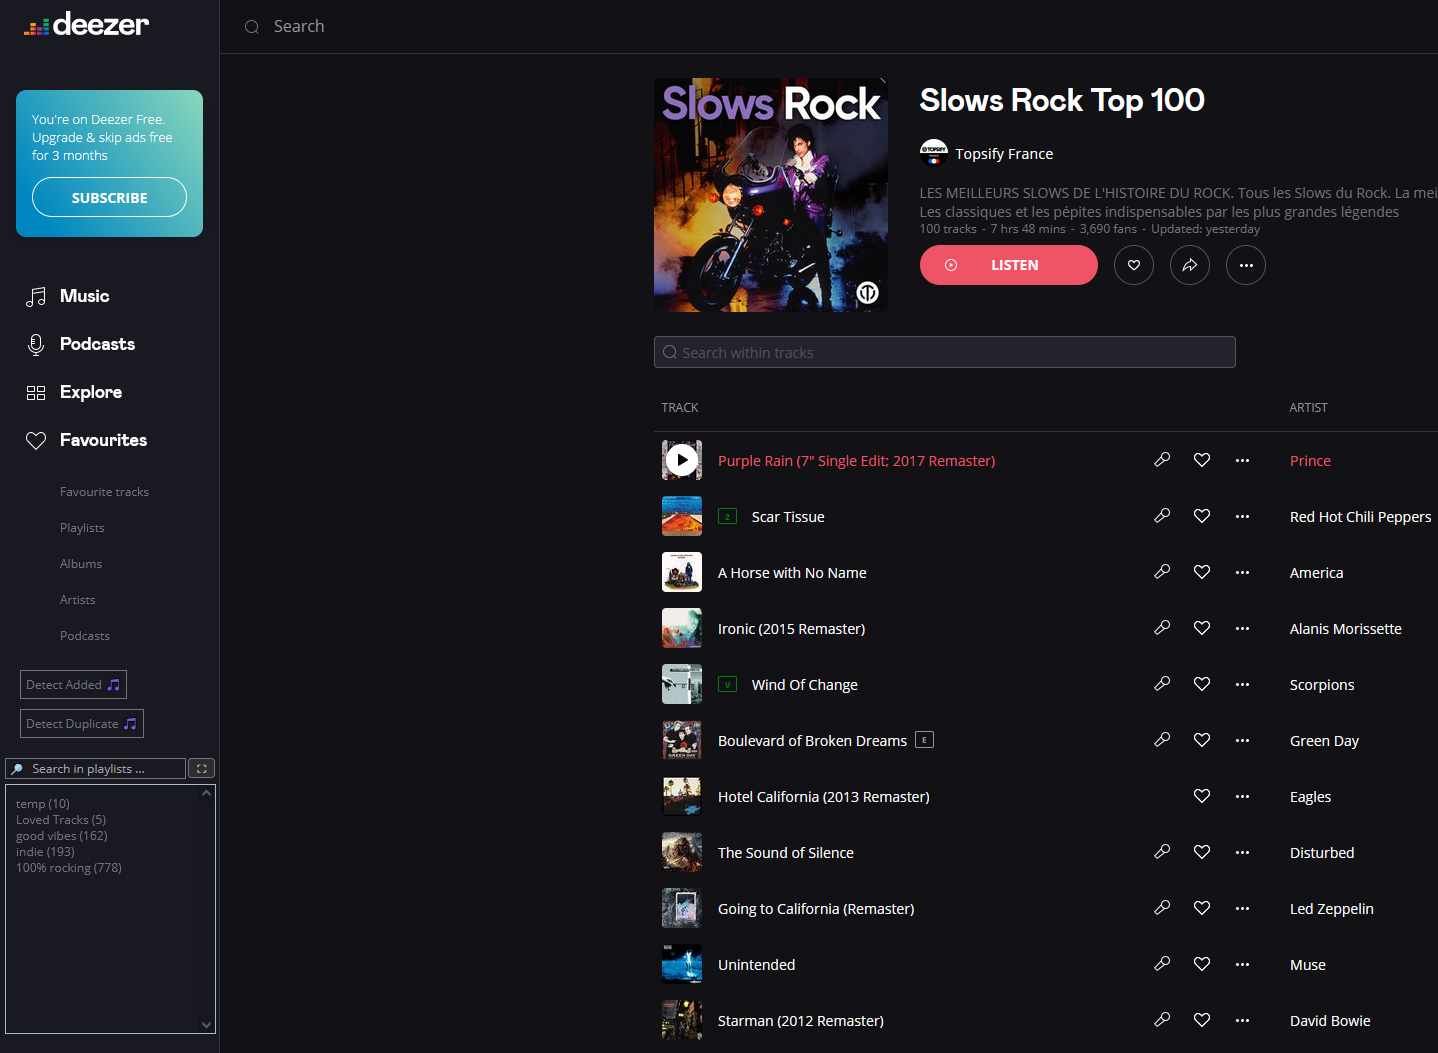 deezer
Search
You're on Deezer Free.
Upgrade & skip ads free
for 3 months
SUBSCRIBE
Music
Podcasts
Explore
Favourites
Favourite tracks
Playlists
Albums
Artists
Podcasts
Detect Added
Detect Duplicate
Search in playlists ...
temp (10)
Loved Tracks (5)
good vibes (162)
indie (193)
100% rocking (778)
Slows Rock
Slows Rock Top 100
TOPSIFY
Topsify France
LES MEILLEURS SLOWS DE L'HISTOIRE DU ROCK. Tous les Slows du Rock. La mei
Les classiques et les pépites indispensables par les plus grandes légendes
100 tracks - 7 hrs 48 mins - 3,690 fans - Updated: yesterday
LISTEN
Search within tracks
TRACK ARTIST
Purple Rain (7" Single Edit; 2017 Remaster) Prince
2 Scar Tissue Red Hot Chili Peppers
A Horse with No Name America
Ironic (2015 Remaster) Alanis Morissette
V Wind Of Change Scorpions
Boulevard of Broken Dreams E Green Day
Hotel California (2013 Remaster) Eagles
The Sound of Silence Disturbed
Going to California (Remaster) Led Zeppelin
Unintended Muse
Starman (2012 Remaster) David Bowie